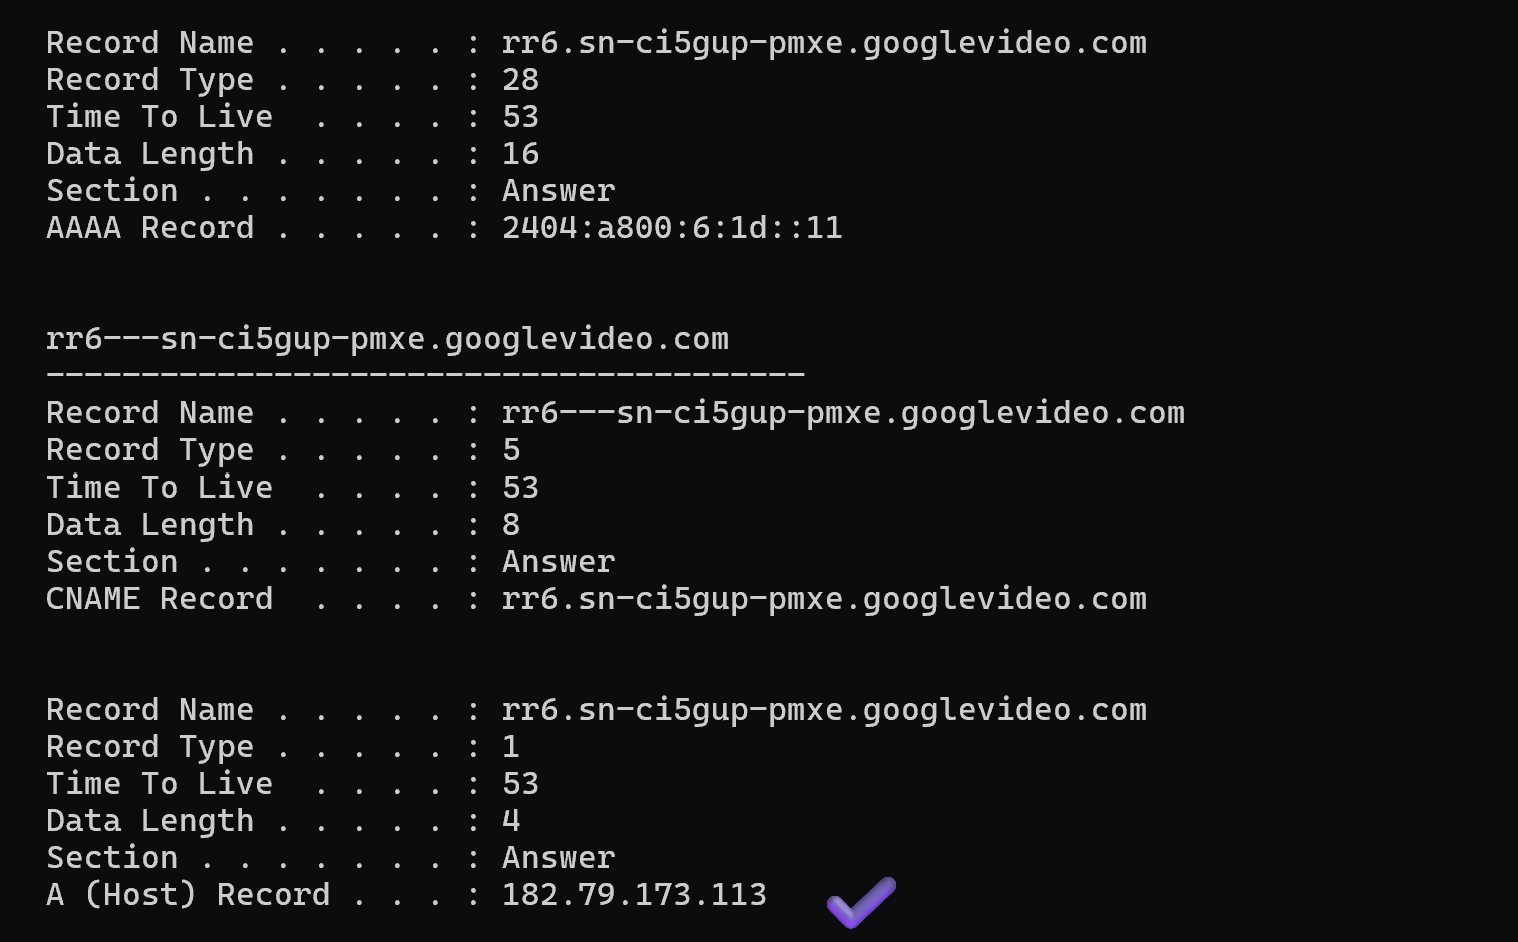 Record Name . . . . . : rr6.sn-ci5gup-pmxe.googlevideo.com
Record Type . . . . . : 28
Time To Live  . . . . : 53
Data Length . . . . . : 16
Section . . . . . . . : Answer
AAAA Record . . . . . : 2404:a800:6:1d::11
rr6---sn-ci5gup-pmxe.googlevideo.com
----------------------------------------
Record Name . . . . . : rr6---sn-ci5gup-pmxe.googlevideo.com
Record Type . . . . . : 5
Time To Live  . . . . : 53
Data Length . . . . . : 8
Section . . . . . . . : Answer
CNAME Record  . . . . : rr6.sn-ci5gup-pmxe.googlevideo.com
Record Name . . . . . : rr6.sn-ci5gup-pmxe.googlevideo.com
Record Type . . . . . : 1
Time To Live  . . . . : 53
Data Length . . . . . : 4
Section . . . . . . . : Answer
A (Host) Record . . . : 182.79.173.113